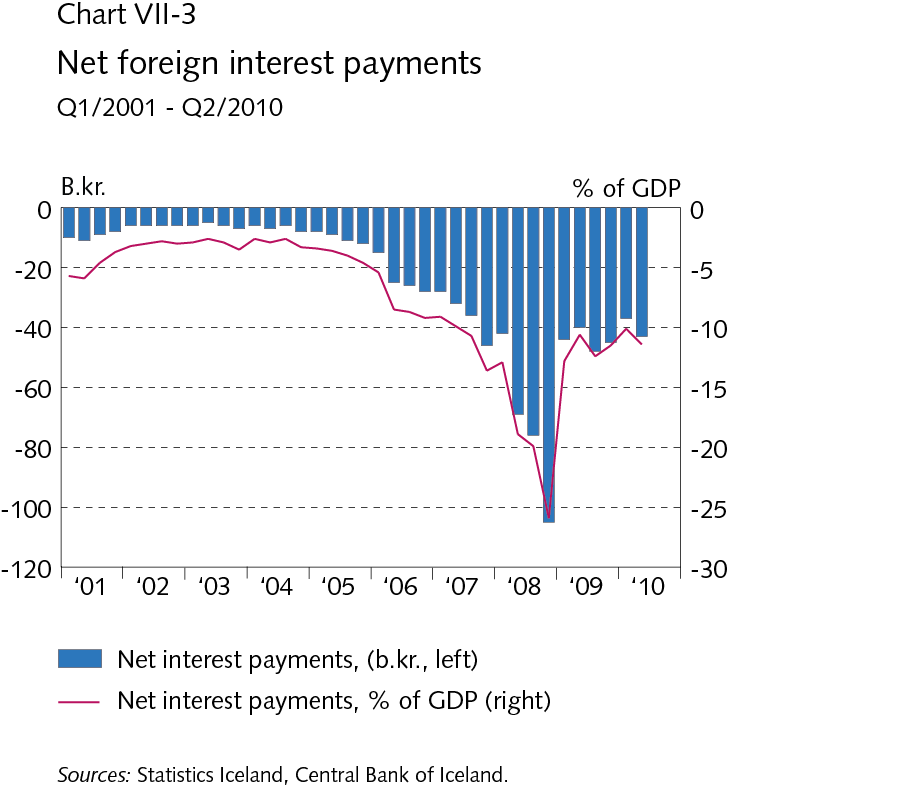 Chart VII-3
Net foreign interest payments
Q1/2001 - Q2/2010
B.kr. % of GDP
0 0
-20 -5
-40 -10
-60 -15
-80 -20
-100 -25
-120 -30
‘01 ‘02 ‘03 ‘04 ‘05 ‘06 ‘07 ‘08 ‘09 ‘10
Net interest payments, (b.kr., left)
Net interest payments, % of GDP (right)
Sources: Statistics Iceland, Central Bank of Iceland.